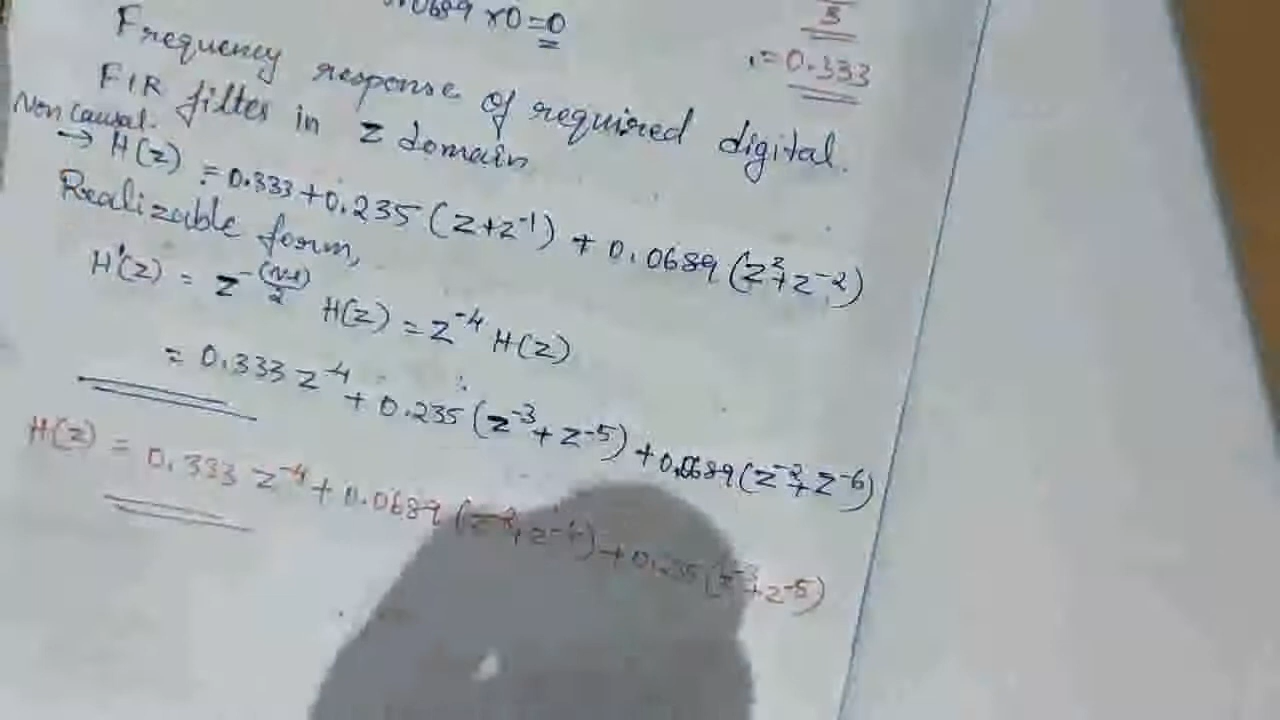 0.0689 ×0 = 0
3
= 0.333
Frequency response of required digital.
FIR filter in z domain
Non Causal.
→ H(z) = 0.333 + 0.235 (z+z⁻¹) + 0.0689 (z²+z⁻²)
Realizable form,
H'(z) = z^-(N-1)/2 H(z) = z⁻⁴ H(z)
= 0.333 z⁻⁴ + 0.235 (z⁻³ + z⁻⁵) + 0.0689 (z⁻² + z⁻⁶)
H(z) = 0.333 z⁻⁴ + 0.0689 ( + 0.235 (z⁻³ + z⁻⁵)